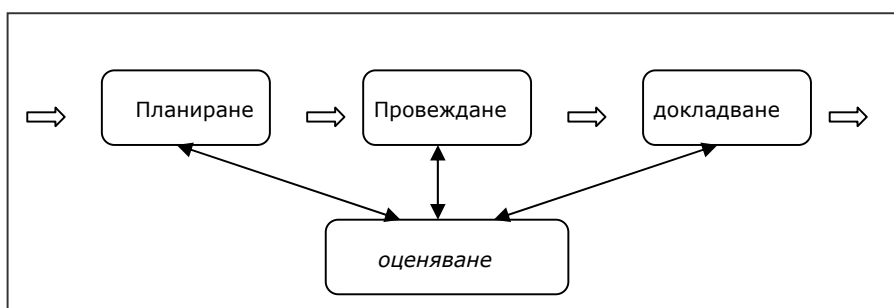 Планиране
Провеждане
докладване
оценяване